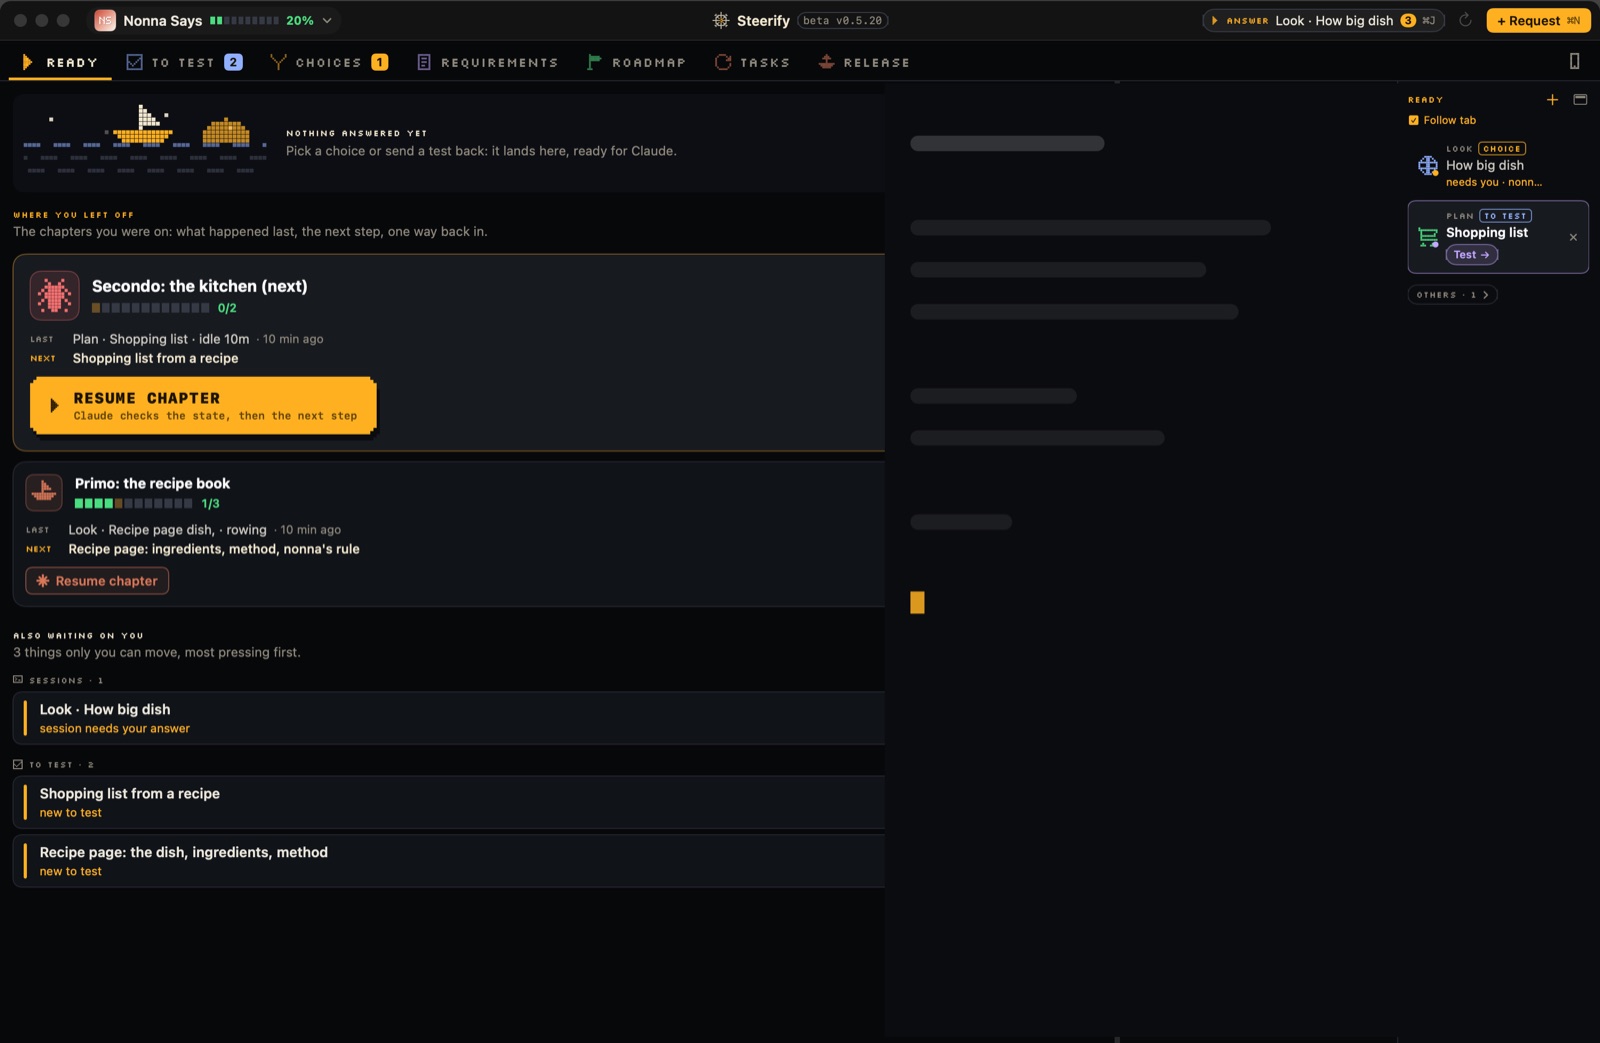 NS Nonna Says 20%
Steerify beta v0.5.20
ANSWER Look · How big dish 3 ⌘J
+ Request ⌘N
READY
TO TEST 2
CHOICES 1
REQUIREMENTS
ROADMAP
TASKS
RELEASE
NOTHING ANSWERED YET
Pick a choice or send a test back: it lands here, ready for Claude.
WHERE YOU LEFT OFF
The chapters you were on: what happened last, the next step, one way back in.
Secondo: the kitchen (next)
0/2
LAST Plan · Shopping list · idle 10m · 10 min ago
NEXT Shopping list from a recipe
RESUME CHAPTER
Claude checks the state, then the next step
Primo: the recipe book
1/3
LAST Look · Recipe page dish, · rowing · 10 min ago
NEXT Recipe page: ingredients, method, nonna's rule
Resume chapter
ALSO WAITING ON YOU
3 things only you can move, most pressing first.
SESSIONS · 1
Look · How big dish
session needs your answer
TO TEST · 2
Shopping list from a recipe
new to test
Recipe page: the dish, ingredients, method
new to test
READY
Follow tab
LOOK CHOICE
How big dish
needs you · nonn...
PLAN TO TEST
Shopping list
Test →
OTHERS · 1